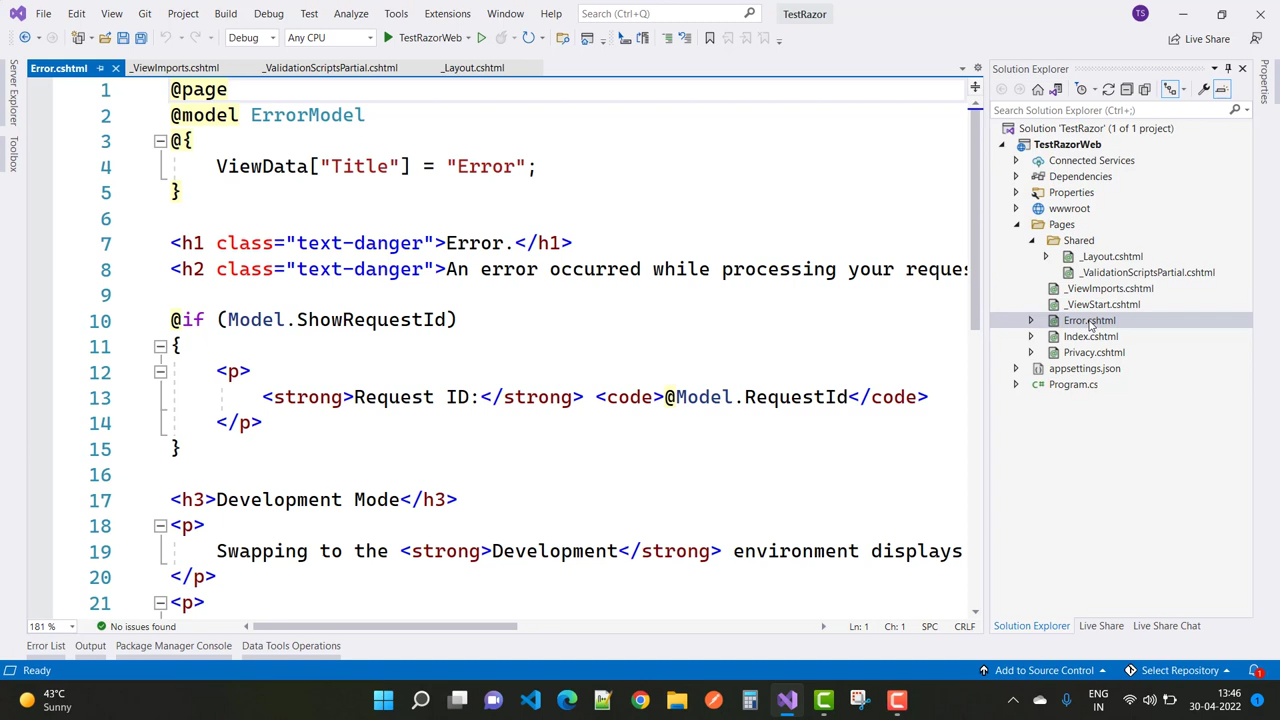 File Edit View Git Project Build Debug Test Analyze Tools Extensions Window Help Search (Ctrl+Q) TestRazor TS
Debug Any CPU TestRazorWeb Live Share
Error.cshtml _ViewImports.cshtml _ValidationScriptsPartial.cshtml _Layout.cshtml
Server Explorer
Toolbox
1 @page
2 @model ErrorModel
3 @{
4 ViewData["Title"] = "Error";
5 }
6
7 <h1 class="text-danger">Error.</h1>
8 <h2 class="text-danger">An error occurred while processing your reques
9
10 @if (Model.ShowRequestId)
11 {
12 <p>
13 <strong>Request ID:</strong> <code>@Model.RequestId</code>
14 </p>
15 }
16
17 <h3>Development Mode</h3>
18 <p>
19 Swapping to the <strong>Development</strong> environment displays
20 </p>
21 <p>
181 % No issues found Ln: 1 Ch: 1 SPC CRLF
Solution Explorer
Search Solution Explorer (Ctrl+;)
Solution 'TestRazor' (1 of 1 project)
TestRazorWeb
Connected Services
Dependencies
Properties
wwwroot
Pages
Shared
_Layout.cshtml
_ValidationScriptsPartial.cshtml
_ViewImports.cshtml
_ViewStart.cshtml
Error.cshtml
Index.cshtml
Privacy.cshtml
appsettings.json
C# Program.cs
Solution Explorer Live Share Live Share Chat
Properties
Error List Output Package Manager Console Data Tools Operations
Ready Add to Source Control Select Repository 1
43°C
Sunny
ENG
IN
13:46
30-04-2022
1